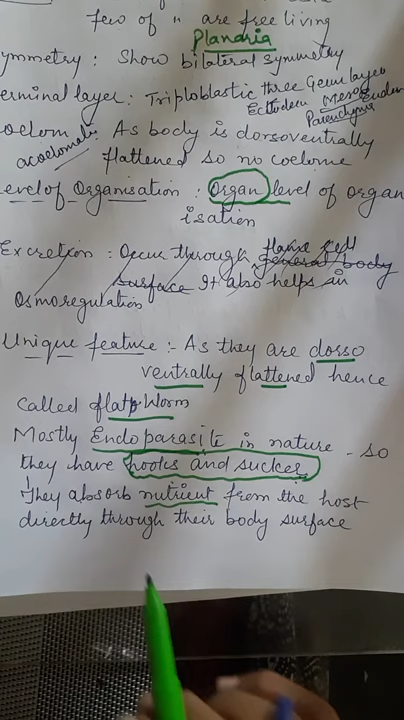 few of " are free living
Planaria
ymmetry : Show bilateral symmetry
erminal layer : Triploblastic three Germ layer
Ectoderm Meso Endo
Parenchyma
oelom : As body is dorsoventrally
acoelomate
flattened so no coelome
evel of Organisation : Organ level of organ
isation
Excretion : Occur through flame cell
general body
surface It also helps in
Osmoregulation
Unique feature :- As they are dorso
ventrally flattened hence
Called flat Worm
Mostly Endoparasite in nature - so
they have hooks and sucker
They absorb nutrient from the host
directly through their body surface